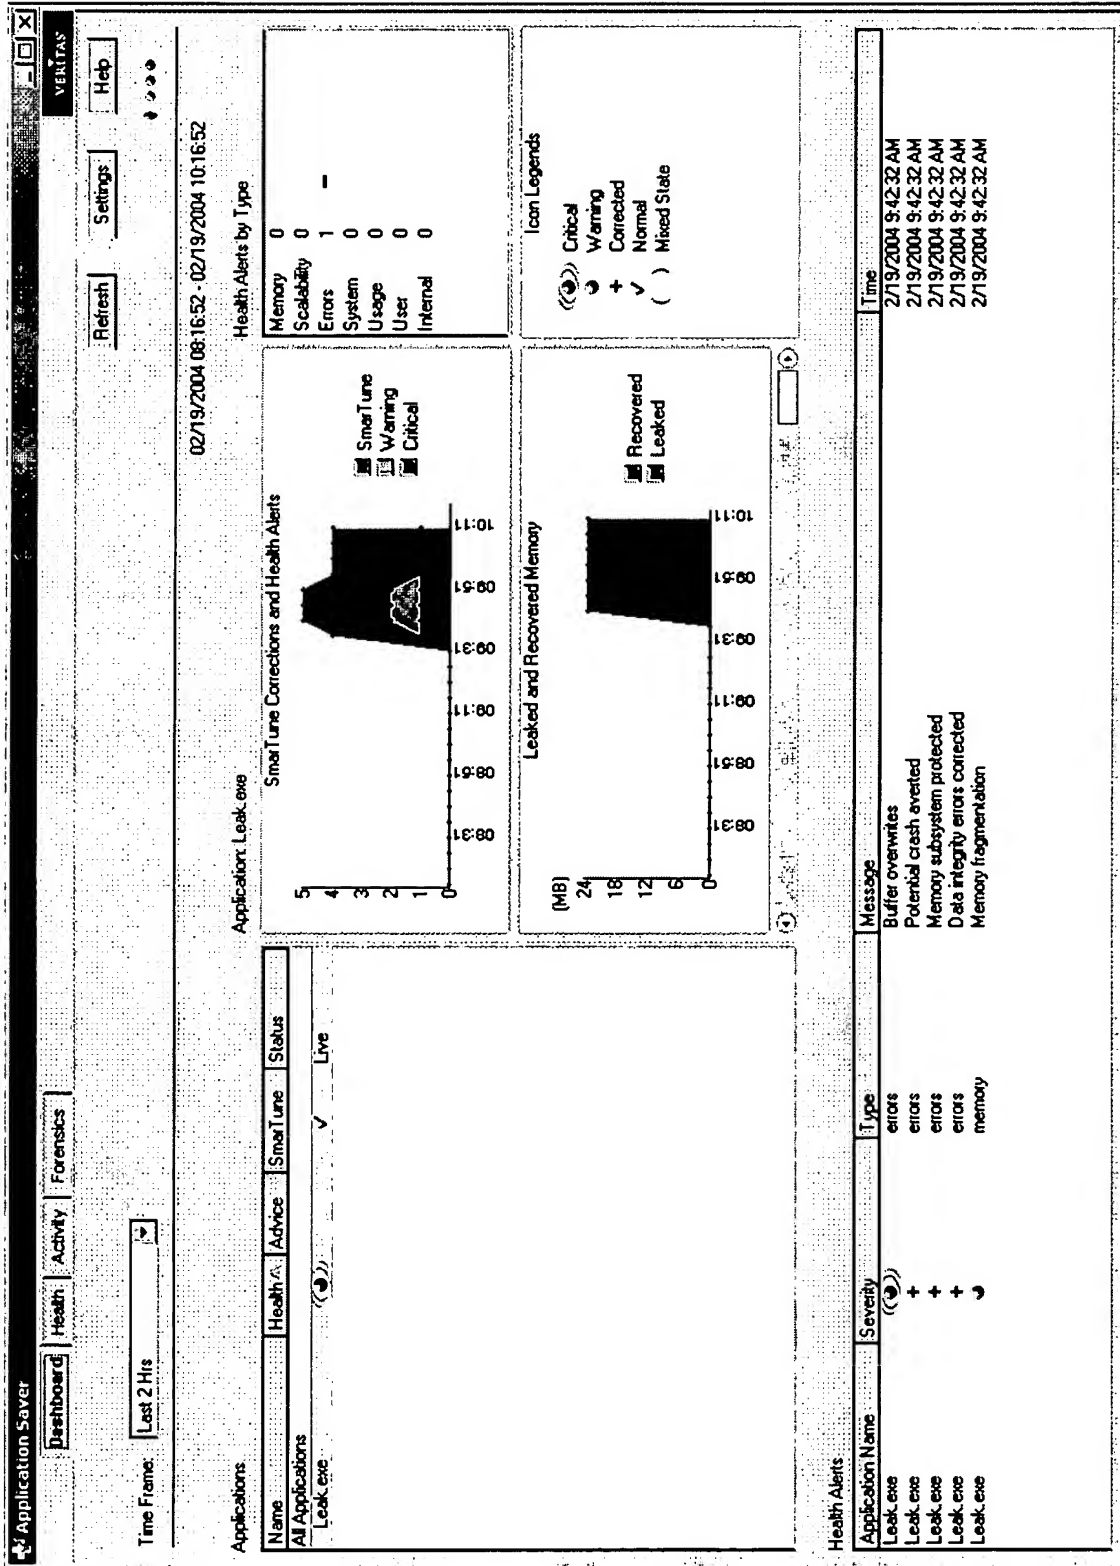 Application Saver
VERITAS
Dashboard Health Activity Forensics
Time Frame: Last 2 Hrs
Refresh Settings Help
02/19/2004 08:16:52 - 02/19/2004 10:16:52
Applications
Name Health Advice SmarTune Status
All Applications
Leak.exe Live
Application: Leak.exe
SmarTune Corrections and Health Alerts
5
4
3
2
1
0
08:31 08:51 09:11 09:31 09:51 10:11
SmarTune
Warning
Critical
Leaked and Recovered Memory
(MB)
24
18
12
6
0
08:31 08:51 09:11 09:31 09:51 10:11
Recovered
Leaked
Health Alerts by Type
Memory 0
Scalability 0
Errors 1
System 0
Usage 0
User 0
Internal 0
Icon Legends
Critical
Warning
Corrected
Normal
Mixed State
Health Alerts
Application Name Severity Type Message Time
Leak.exe errors Buffer overwrites 2/19/2004 9:42:32 AM
Leak.exe errors Potential crash averted 2/19/2004 9:42:32 AM
Leak.exe errors Memory subsystem protected 2/19/2004 9:42:32 AM
Leak.exe errors Data integrity errors corrected 2/19/2004 9:42:32 AM
Leak.exe memory Memory fragmentation 2/19/2004 9:42:32 AM